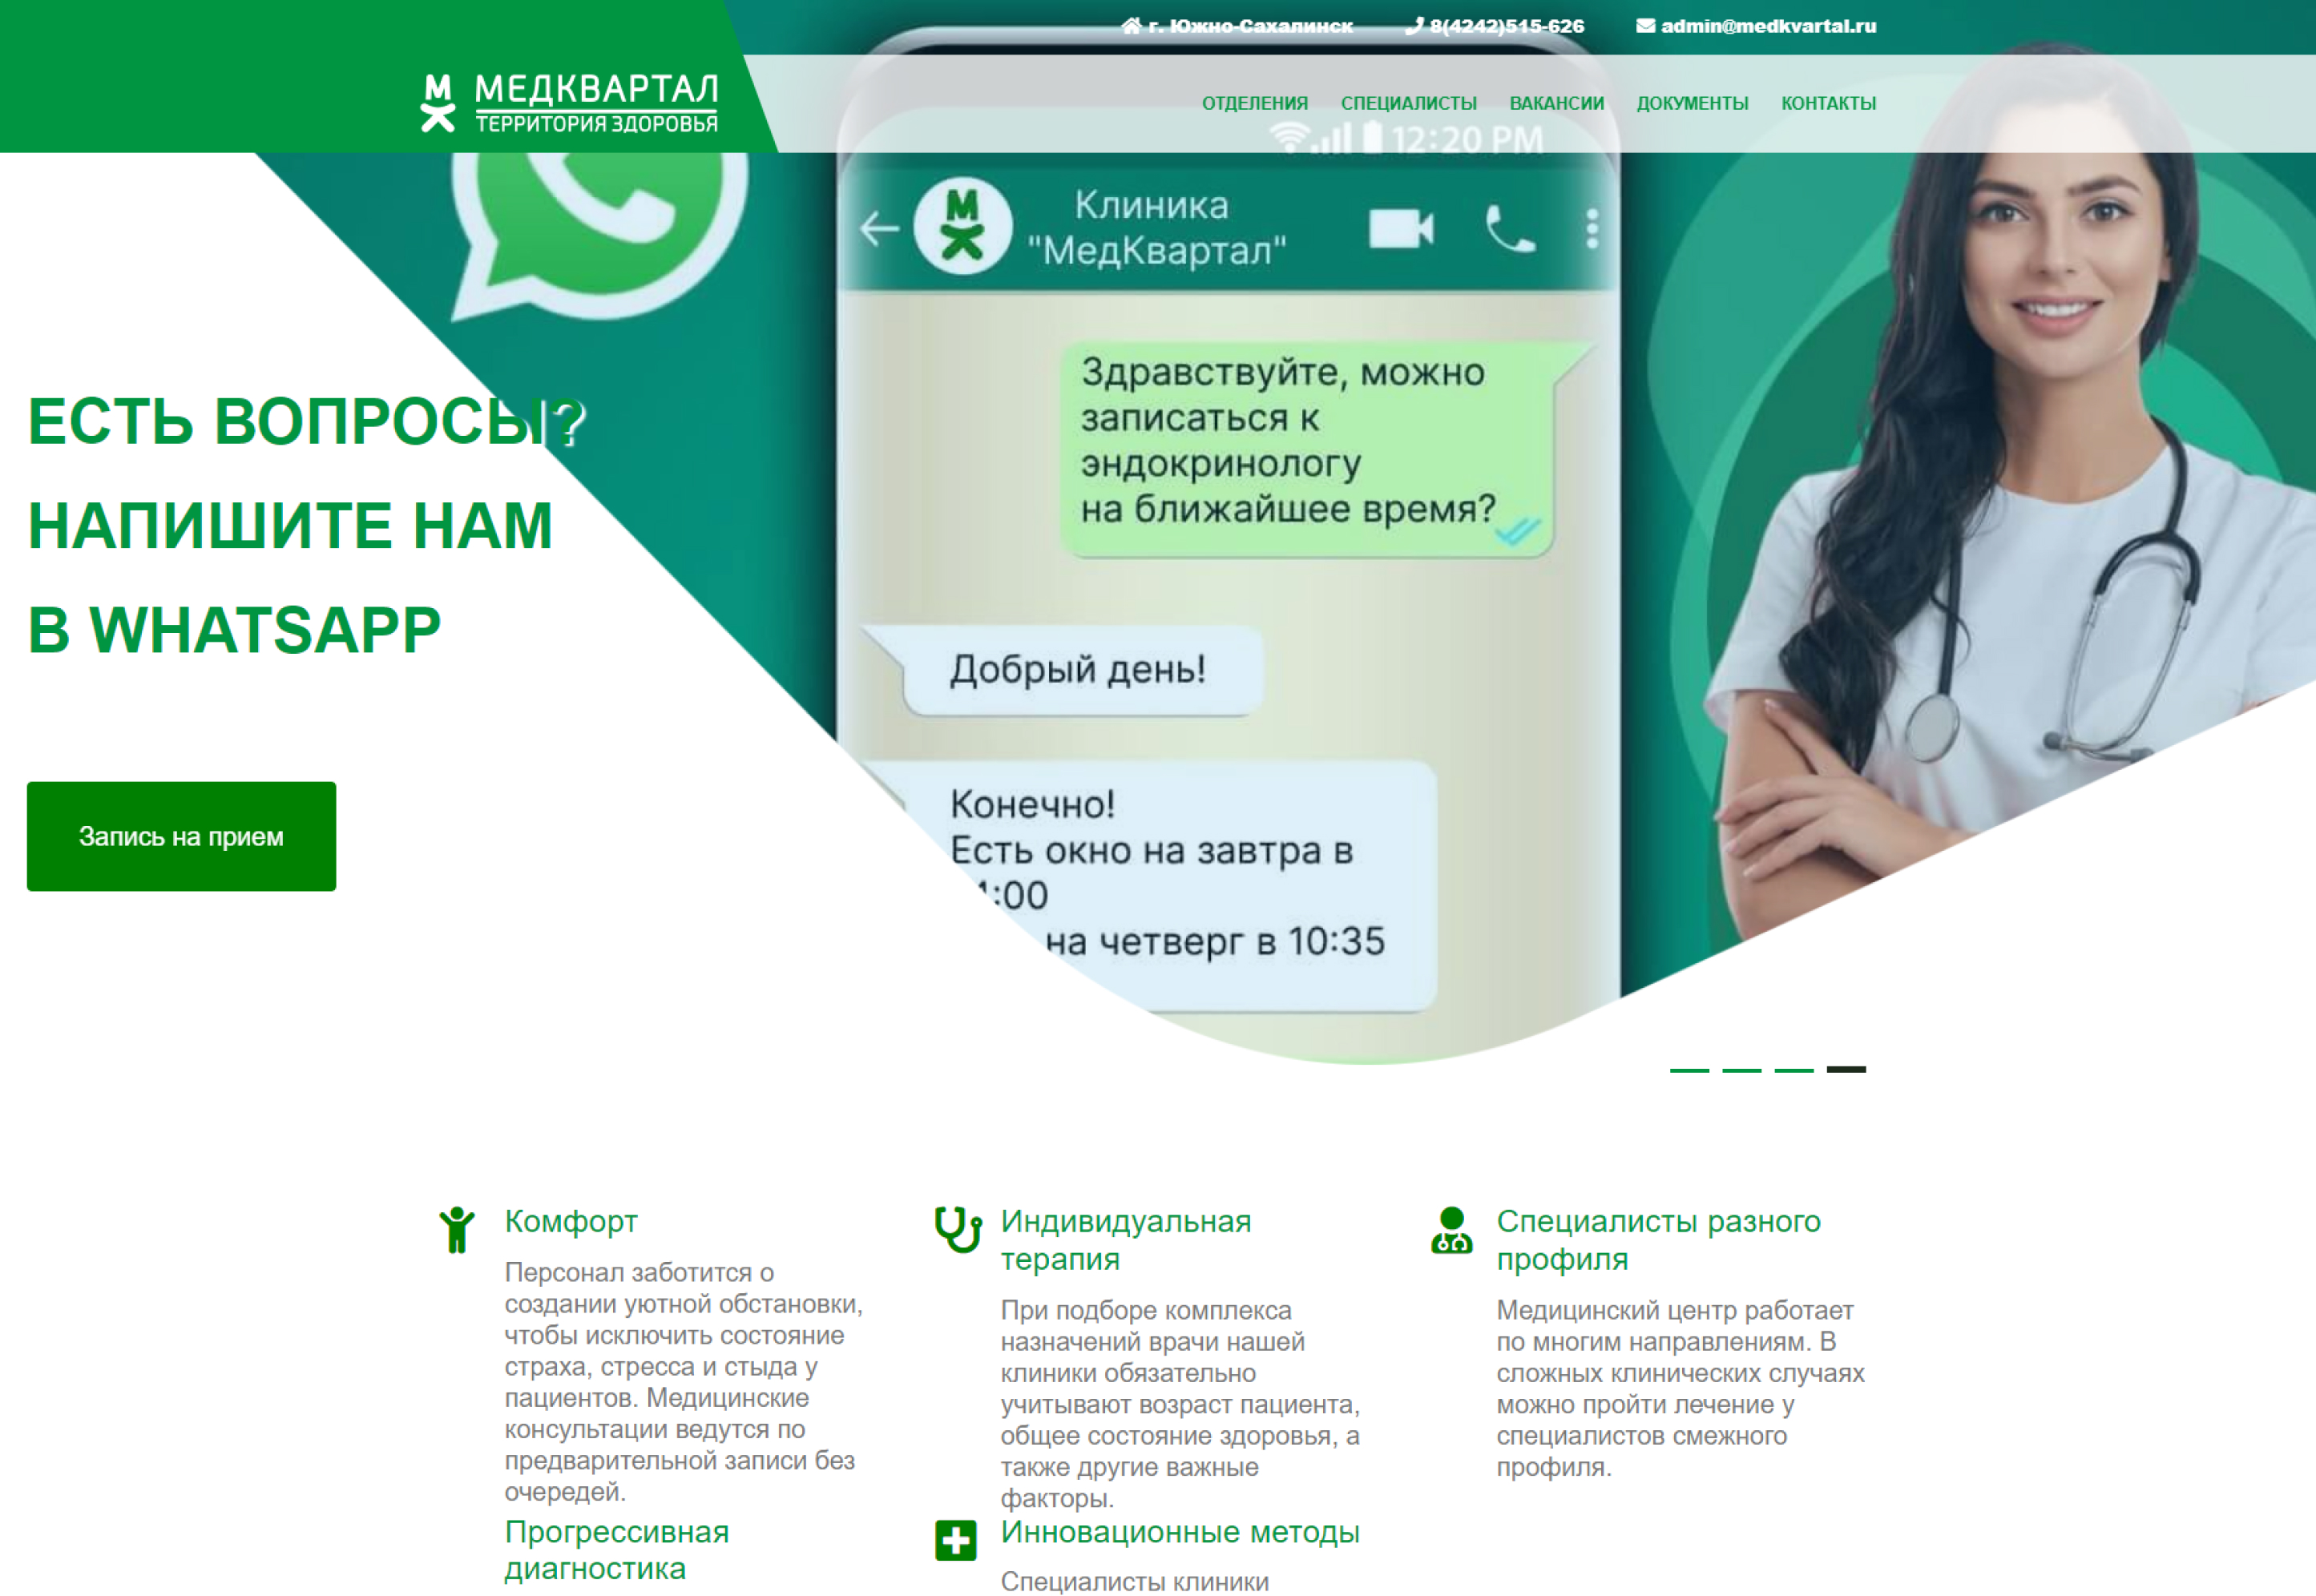 г. Южно-Сахалинск
8(4242)515-626
admin@medkvartal.ru
МЕДКВАРТАЛ
ТЕРРИТОРИЯ ЗДОРОВЬЯ
ОТДЕЛЕНИЯ СПЕЦИАЛИСТЫ ВАКАНСИИ ДОКУМЕНТЫ КОНТАКТЫ
12:20 PM
Клиника
"МедКвартал"
Здравствуйте, можно
записаться к
эндокринологу
на ближайшее время?
Добрый день!
Конечно!
Есть окно на завтра в
:00
на четверг в 10:35
ЕСТЬ ВОПРОСЫ?
НАПИШИТЕ НАМ
В WHATSAPP
Запись на прием
Комфорт
Персонал заботится о
создании уютной обстановки,
чтобы исключить состояние
страха, стресса и стыда у
пациентов. Медицинские
консультации ведутся по
предварительной записи без
очередей.
Индивидуальная
терапия
При подборе комплекса
назначений врачи нашей
клиники обязательно
учитывают возраст пациента,
общее состояние здоровья, а
также другие важные
факторы.
Специалисты разного
профиля
Медицинский центр работает
по многим направлениям. В
сложных клинических случаях
можно пройти лечение у
специалистов смежного
профиля.
Прогрессивная
диагностика
Инновационные методы
Специалисты клиники